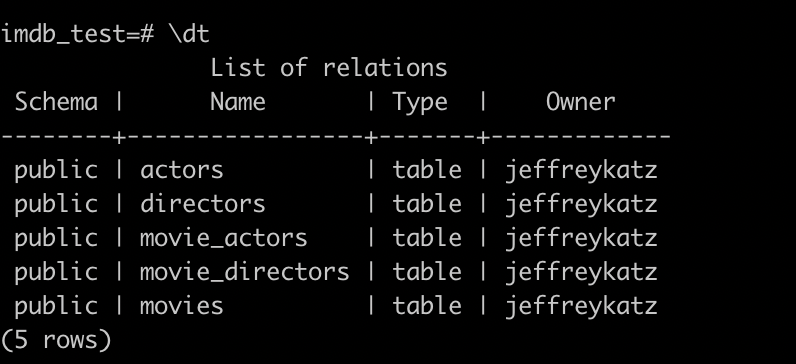 imdb_test=# \dt
              List of relations
 Schema |      Name       | Type  |    Owner
--------+-----------------+-------+-------------
 public | actors          | table | jeffreykatz
 public | directors       | table | jeffreykatz
 public | movie_actors    | table | jeffreykatz
 public | movie_directors | table | jeffreykatz
 public | movies          | table | jeffreykatz
(5 rows)